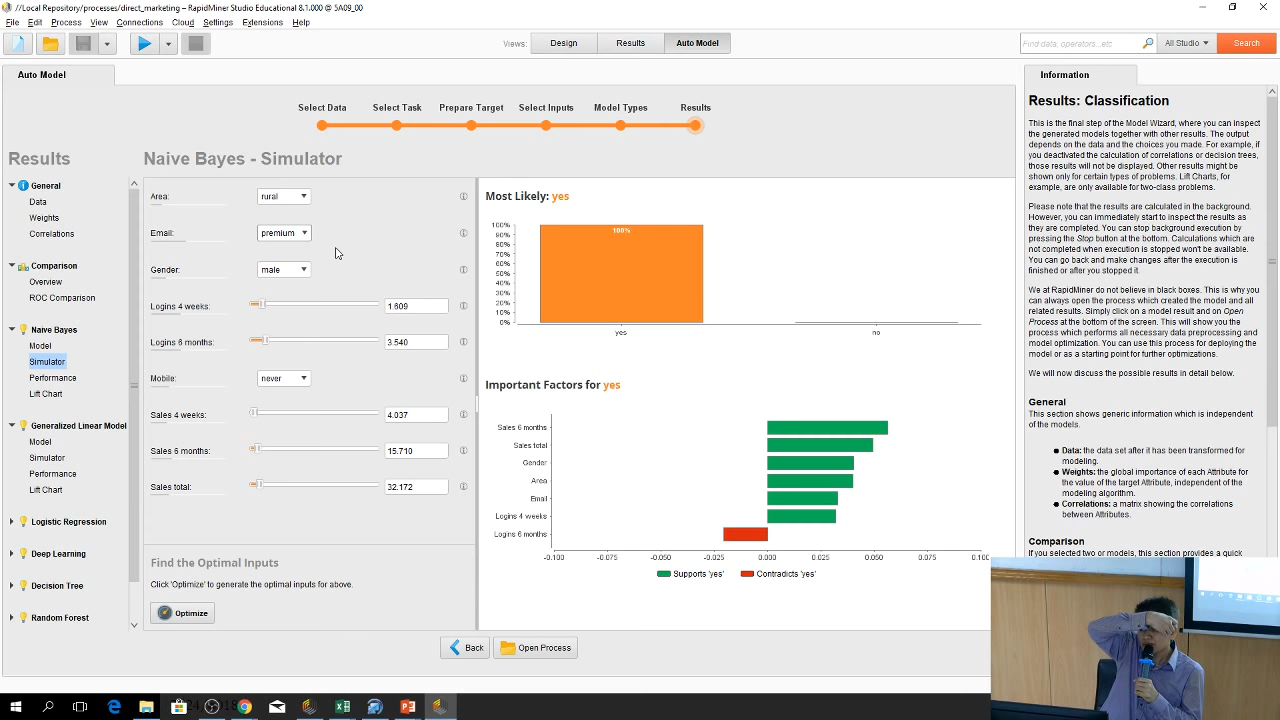 //Local Repository/processes/direct_marketing – RapidMiner Studio Educational 8.1.000 @ 5A09_00
File Edit Process View Connections Cloud Settings Extensions Help
Views: Design Results Auto Model
Find data, operators...etc All Studio Search
Auto Model
Select Data Select Task Prepare Target Select Inputs Model Types Results
Results
General
Data
Weights
Correlations
Comparison
Overview
ROC Comparison
Naive Bayes
Model
Simulator
Performance
Lift Chart
Generalized Linear Model
Model
Simulator
Performance
Lift Chart
Logistic Regression
Deep Learning
Decision Tree
Random Forest
Naive Bayes - Simulator
Area: rural
Email: premium
Gender: male
Logins 4 weeks: 1.609
Logins 6 months: 3.540
Mobile: never
Sales 4 weeks: 4.037
Sales 6 months: 15.710
Sales total: 32.172
Find the Optimal Inputs
Click 'Optimize' to generate the optimal inputs for above.
Optimize
Most Likely: yes
100%
90%
80%
70%
60%
50%
40%
30%
20%
10%
0%
100%
yes no
Important Factors for yes
Sales 6 months
Sales total
Gender
Area
Email
Logins 4 weeks
Logins 6 months
-0.100 -0.075 -0.050 -0.025 0.000 0.025 0.050 0.075 0.100
Supports 'yes' Contradicts 'yes'
Back Open Process
Information
Results: Classification
This is the final step of the Model Wizard, where you can inspect
the generated models together with other results. The output
depends on the data and the choices you made. For example, if
you deactivated the calculation of correlations or decision trees,
those results will not be displayed. Other results might be
shown only for certain types of problems. Lift Charts, for
example, are only available for two-class problems.
Please note that the results are calculated in the background.
However, you can immediately start to inspect the results as
they are completed. You can stop background execution by
pressing the Stop button at the bottom. Calculations which are
not completed when execution is stopped won't be available.
You can go back and make changes after the execution is
finished or after you stopped it.
We at RapidMiner do not believe in black boxes. This is why you
can always open the process which created the model and all
related results. Simply click on a model result and on Open
Process at the bottom of the screen. This will show you the
process which performs all necessary data preprocessing and
model optimization. You can use this process for deploying the
model or as a starting point for further optimizations.
We will now discuss the possible results in detail below.
General
This section shows generic information which is independent
of the models.
Data: the data set after it has been transformed for
modeling.
Weights: the global importance of each Attribute for
the value of the target Attribute, independent of the
modeling algorithm.
Correlations: a matrix showing the correlations
between Attributes.
Comparison
If you selected two or models, this section provides a quick